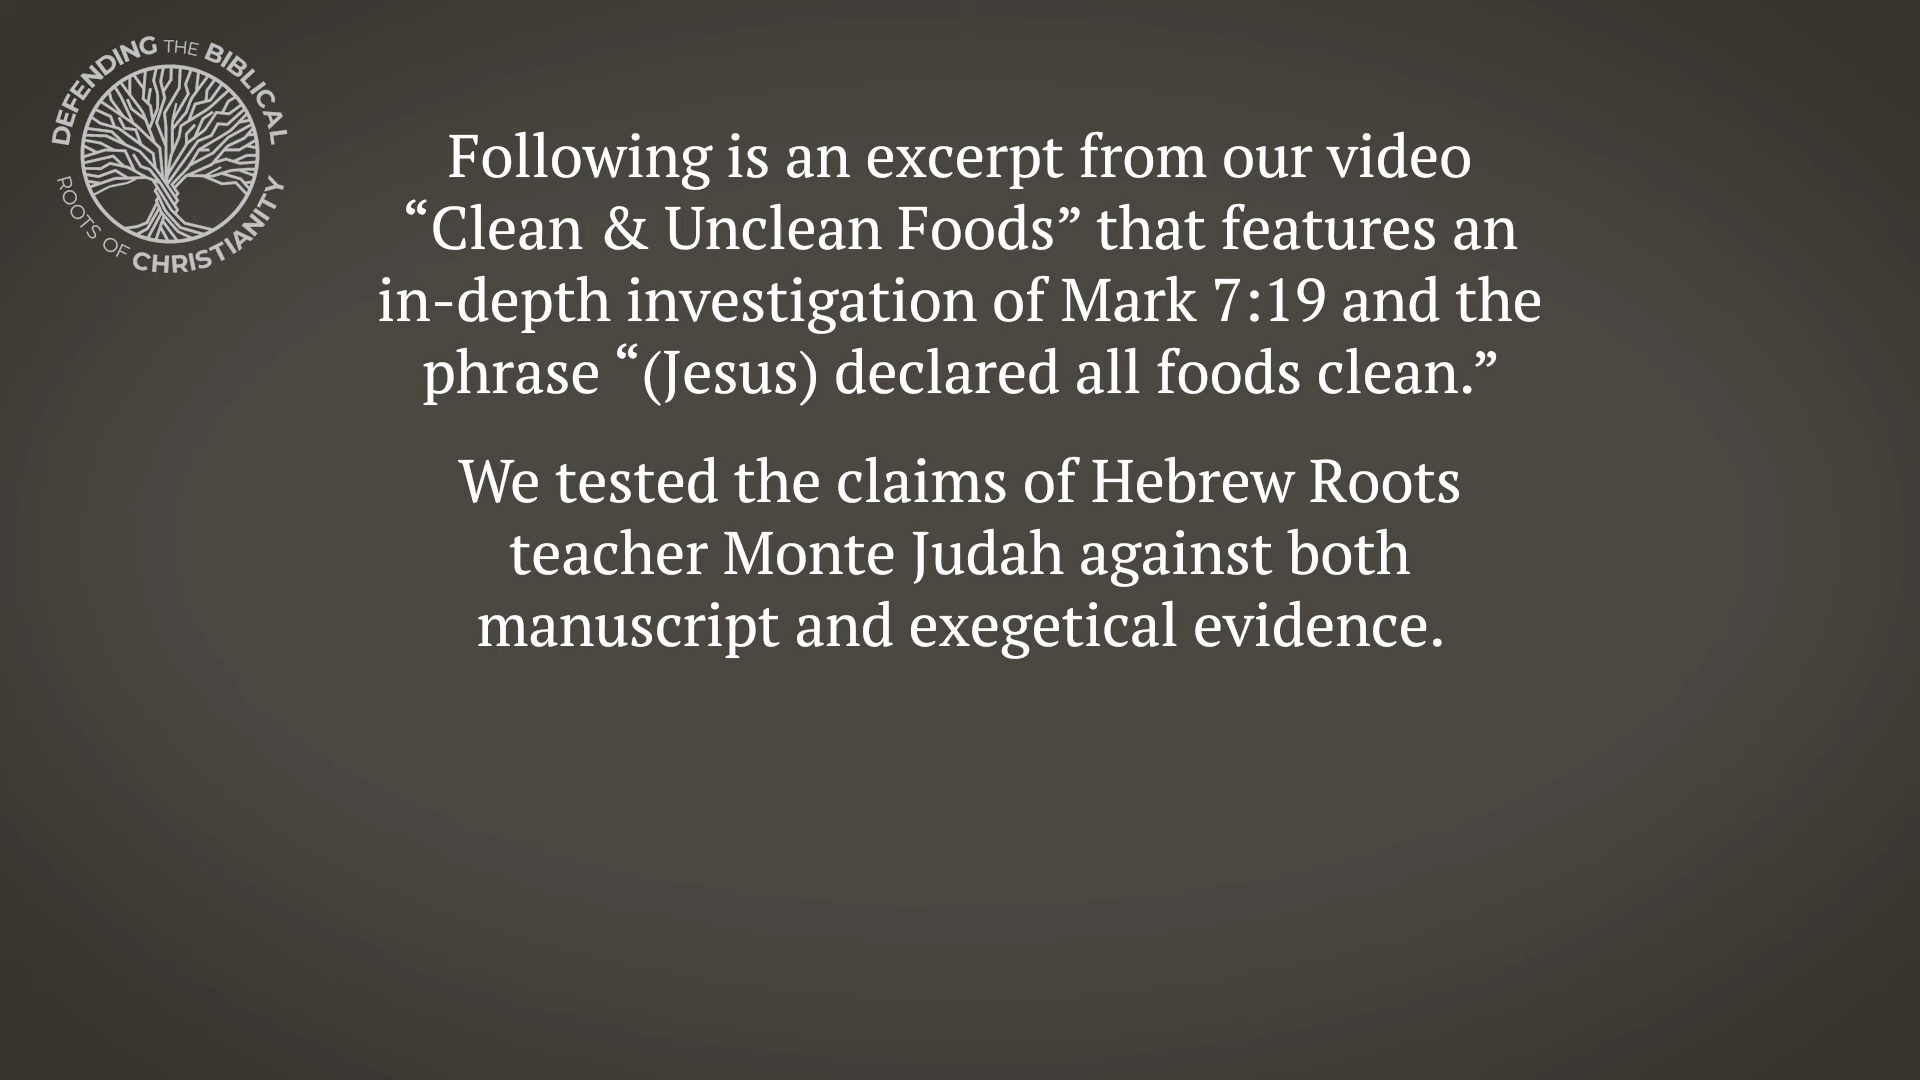 DEFENDING THE BIBLICAL
ROOTS OF CHRISTIANITY
Following is an excerpt from our video
“Clean & Unclean Foods” that features an
in-depth investigation of Mark 7:19 and the
phrase “(Jesus) declared all foods clean.”
We tested the claims of Hebrew Roots
teacher Monte Judah against both
manuscript and exegetical evidence.